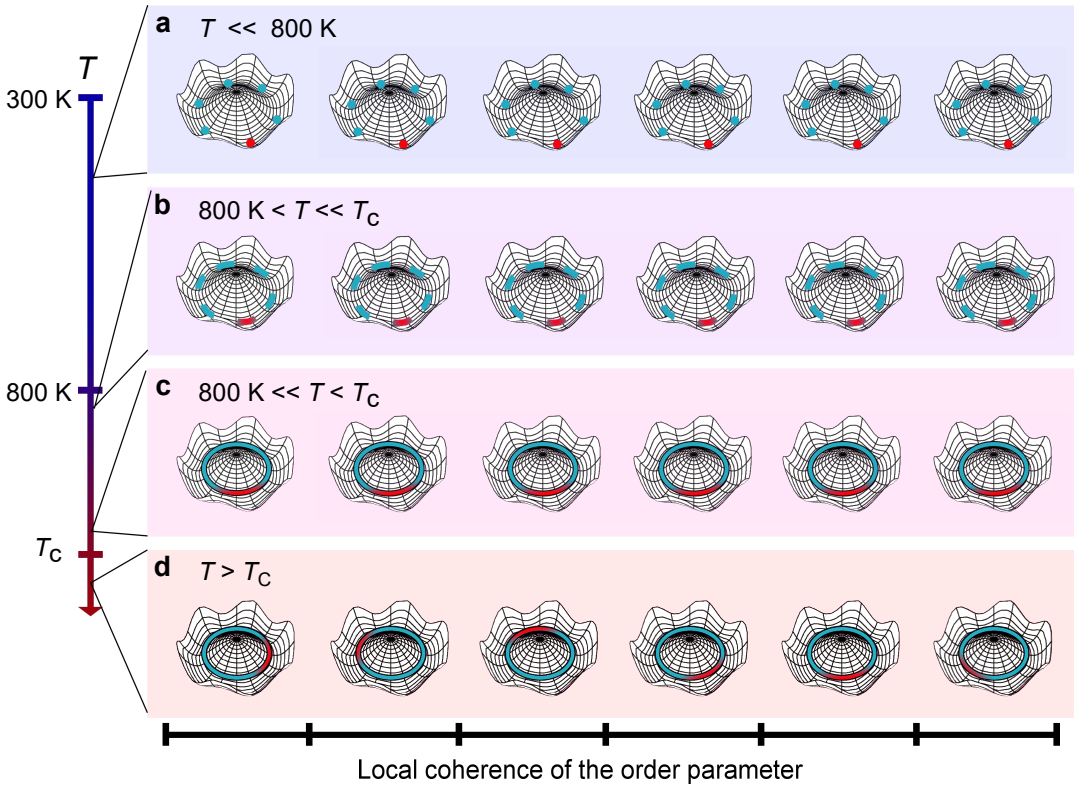 T
300 K
800 K
T_C
a T << 800 K
b 800 K < T << T_C
c 800 K << T < T_C
d T > T_C
Local coherence of the order parameter